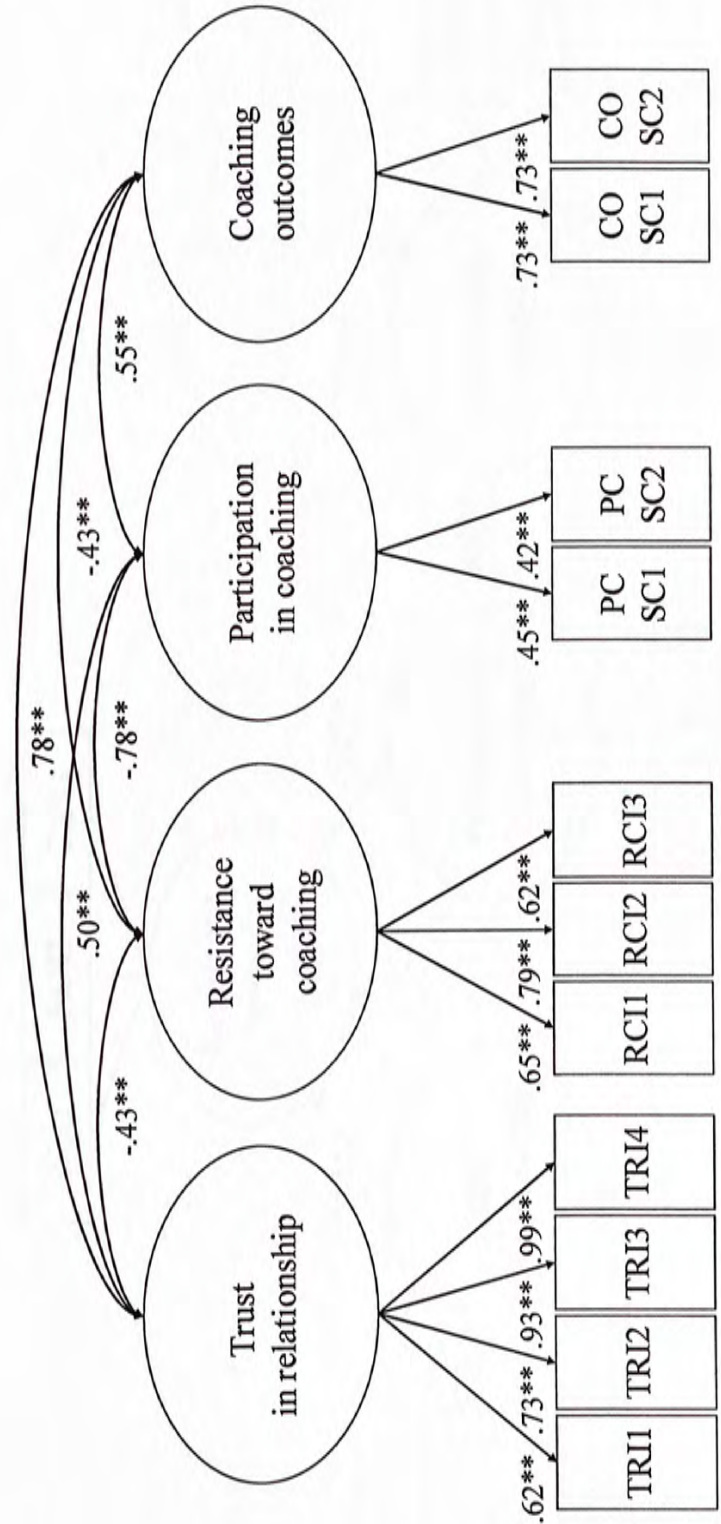 .78**
.50**
-.43**
-.43**
-.78**
.55**
Trust
in relationship
Resistance
toward
coaching
Participation
in coaching
Coaching
outcomes
.62**
.73**
.93**
.99**
.65**
.79**
.62**
.45**
.42**
.73**
.73**
TRI1
TRI2
TRI3
TRI4
RCI1
RCI2
RCI3
PC
SC1
PC
SC2
CO
SC1
CO
SC2